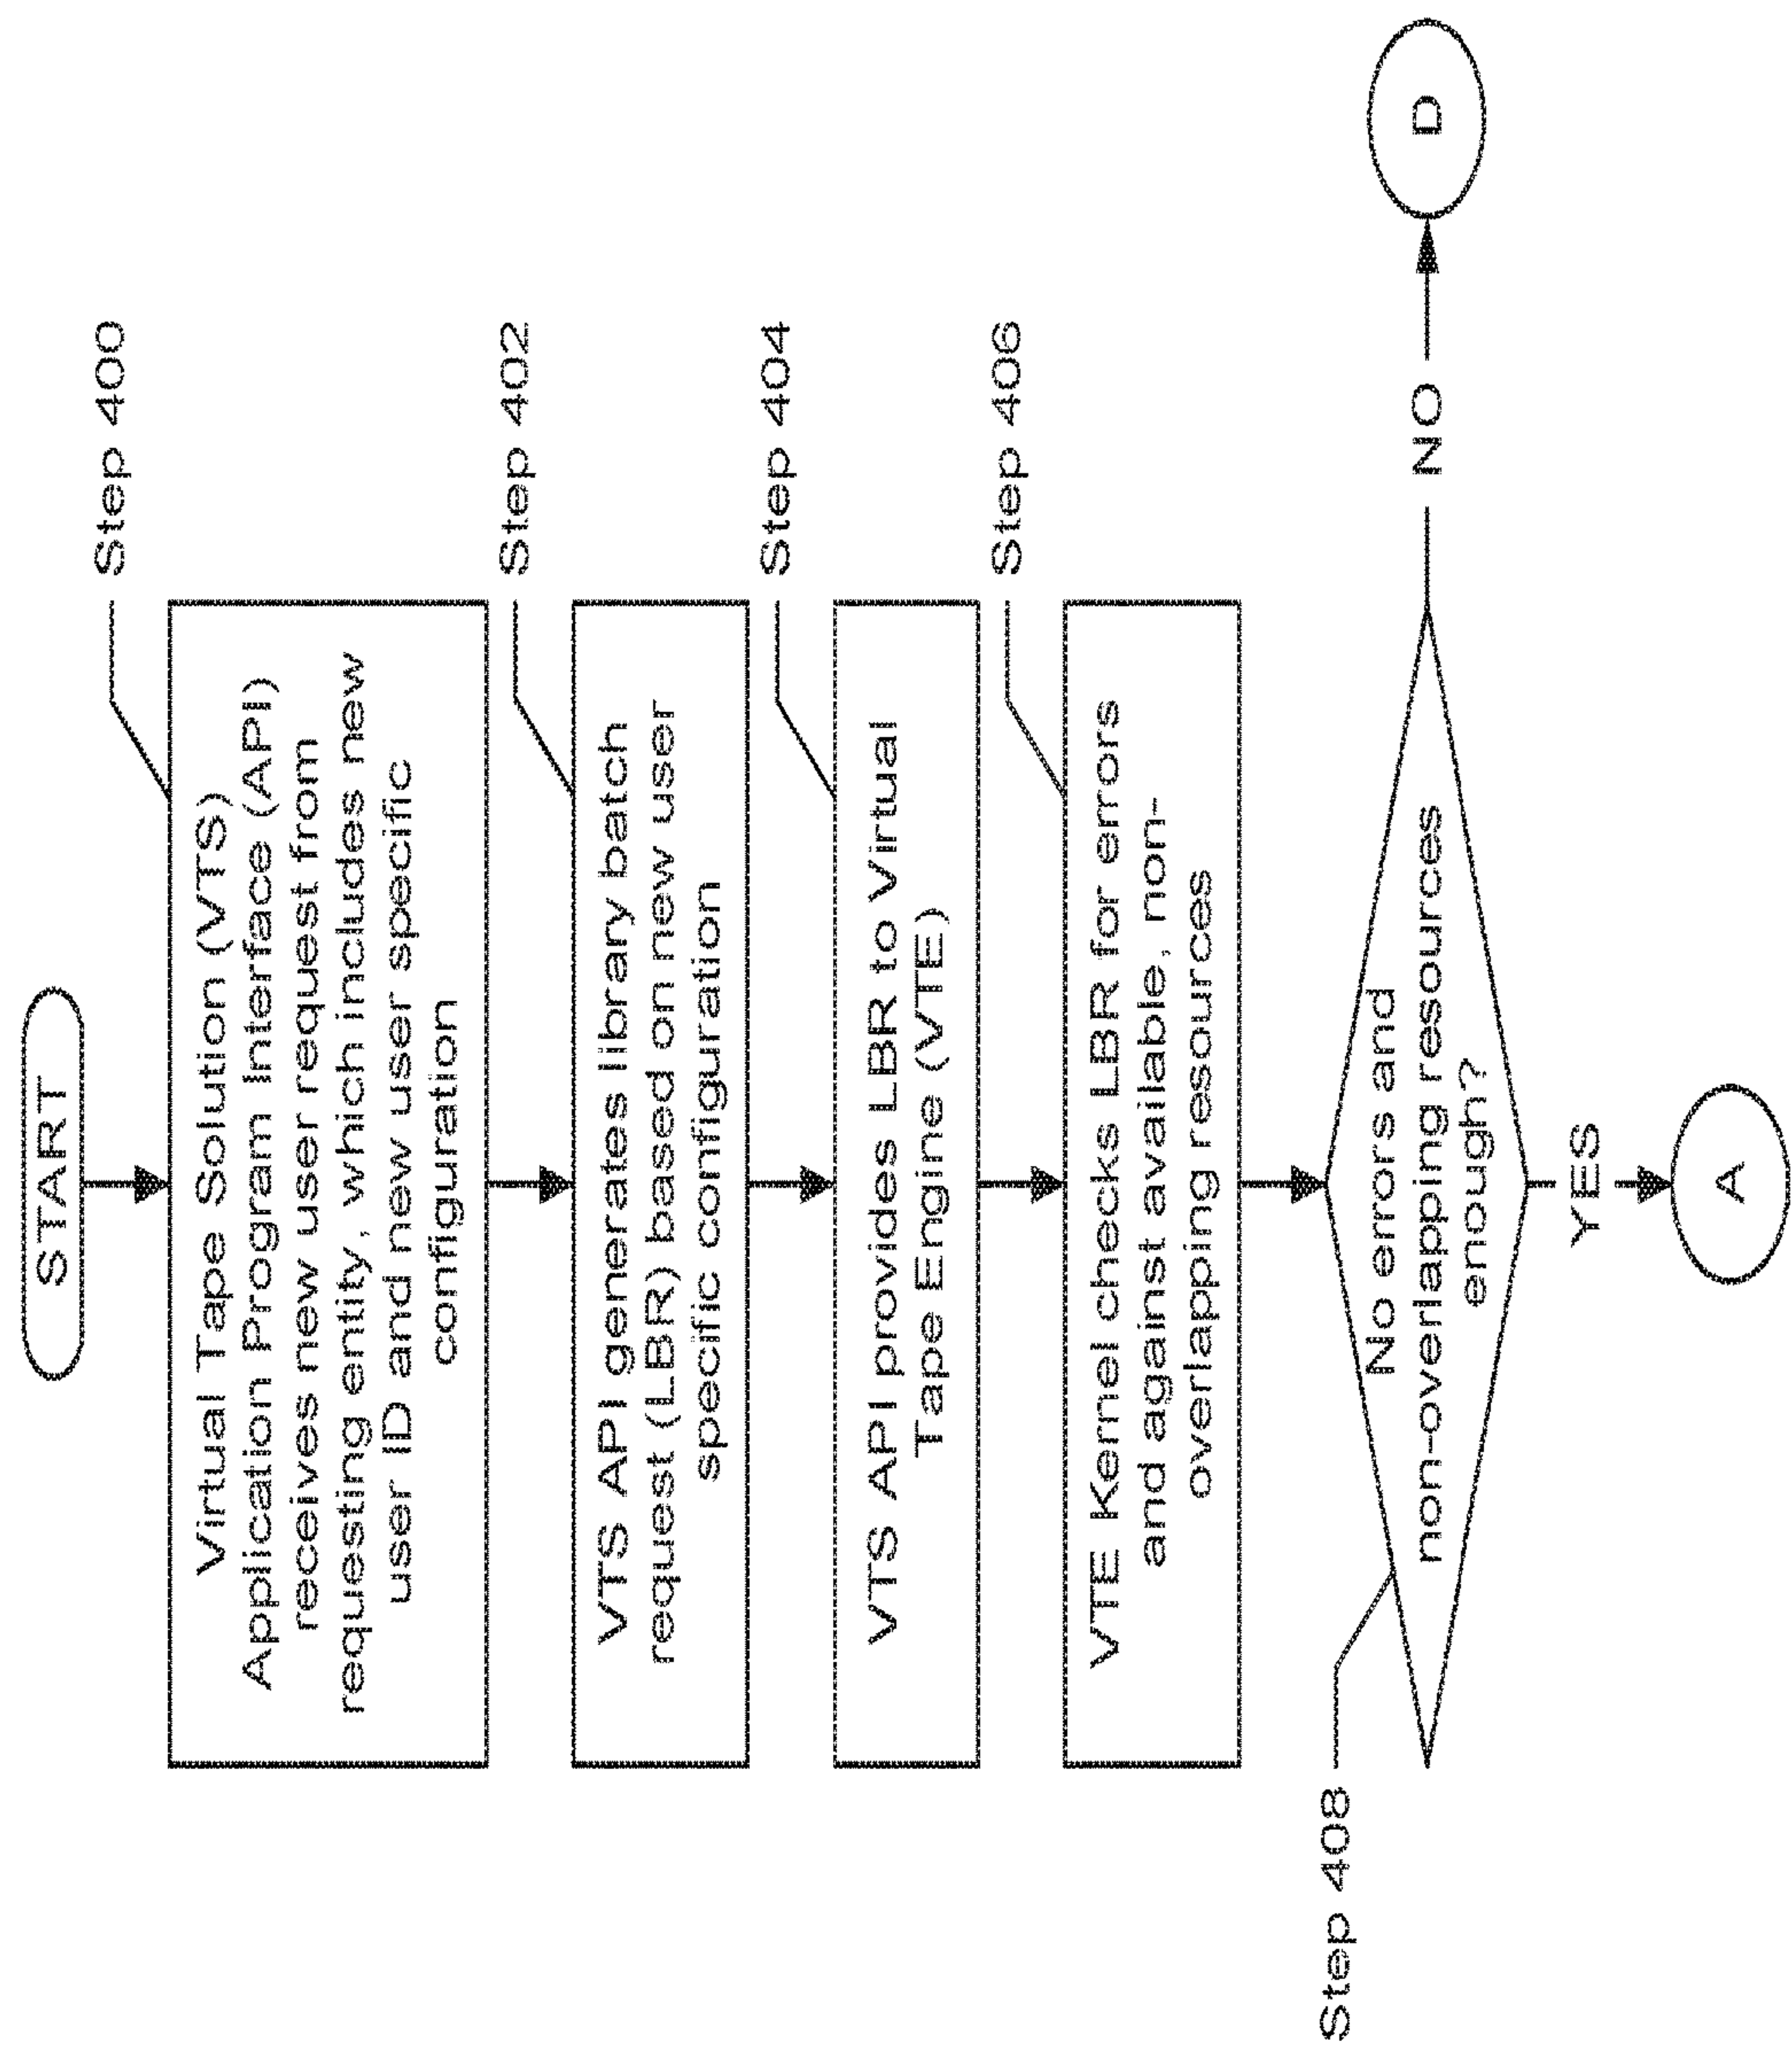 START
Step 400
Virtual Tape Solution (VTS)
Application Program Interface (API)
receives new user request from
requesting entity, which includes new
user ID and new user specific
configuration
Step 402
VTS API generates library batch
request (LBR) based on new user
specific configuration
Step 404
VTS API provides LBR to Virtual
Tape Engine (VTE)
Step 406
VTE Kernel checks LBR for errors
and against available, non-
overlapping resources
Step 408
No errors and
non-overlapping resources
enough?
NO
D
YES
A